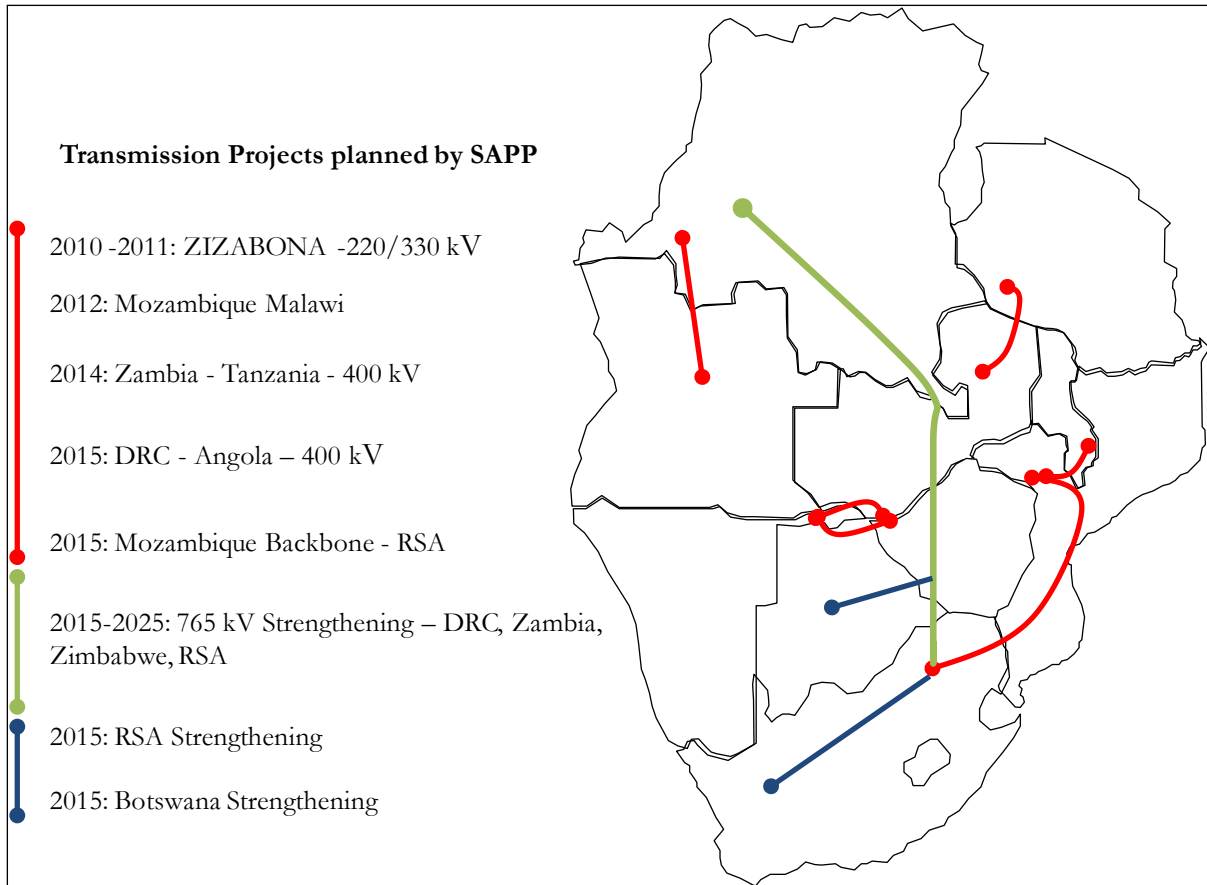 Transmission Projects planned by SAPP
2010 -2011: ZIZABONA -220/330 kV
2012: Mozambique Malawi
2014: Zambia - Tanzania - 400 kV
2015: DRC - Angola – 400 kV
2015: Mozambique Backbone - RSA
2015-2025: 765 kV Strengthening – DRC, Zambia,
Zimbabwe, RSA
2015: RSA Strengthening
2015: Botswana Strengthening